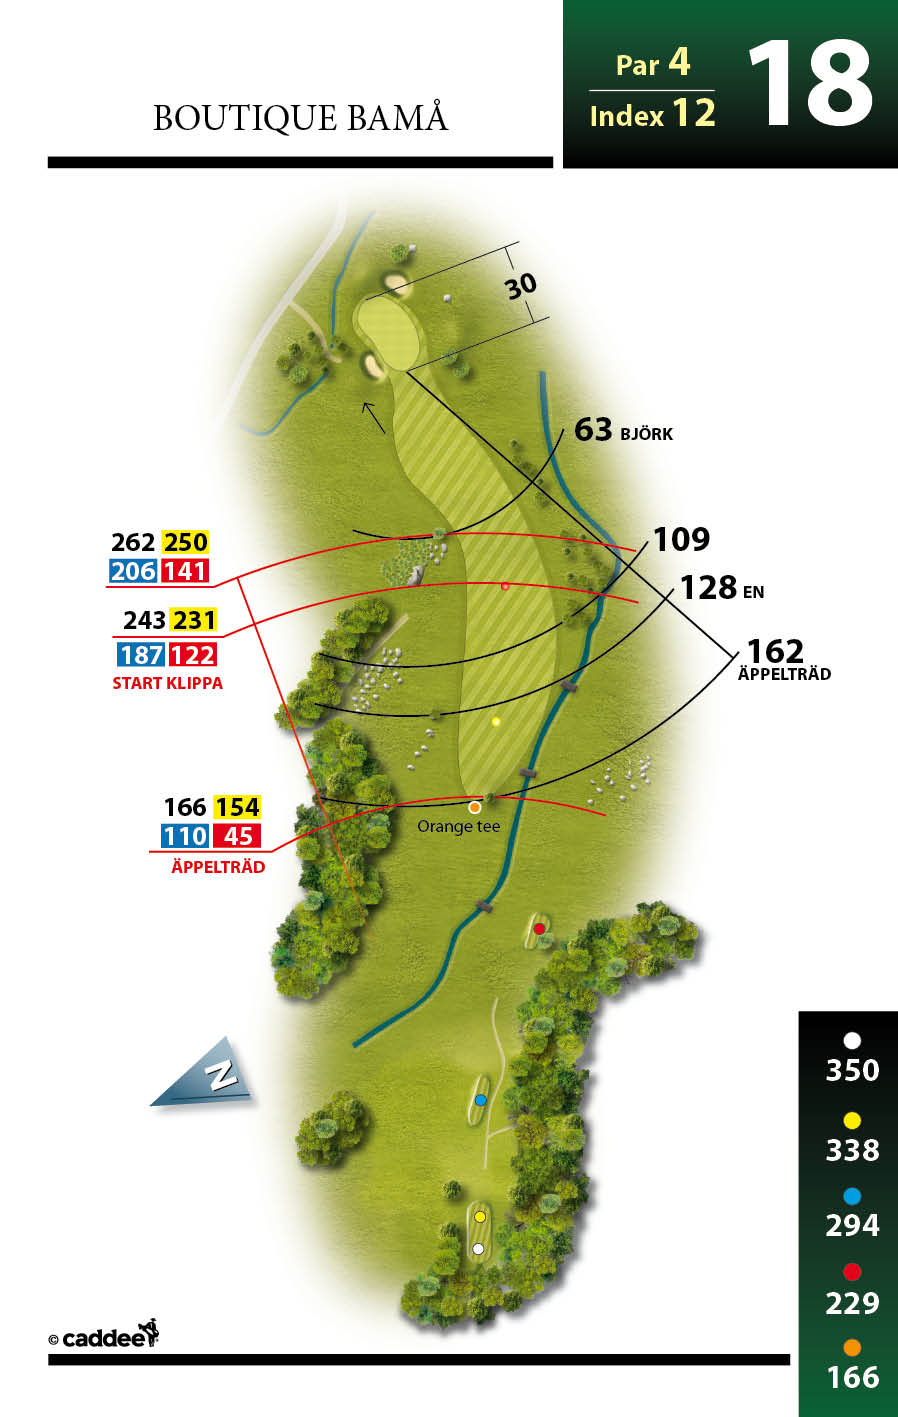 BOUTIQUE BAMÅ
Par 4
Index 12
18
30
63 BJÖRK
109
128 EN
162
ÄPPELTRÄD
262 250
206 141
243 231
187 122
START KLIPPA
166 154
110 45
ÄPPELTRÄD
Orange tee
N
350
338
294
229
166
© caddee